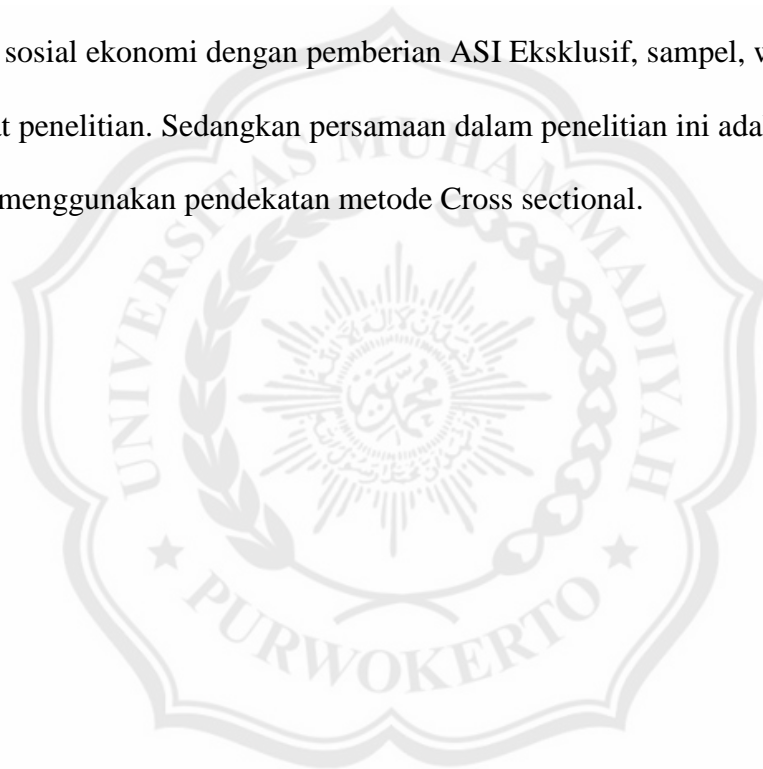 sosial ekonomi dengan pemberian ASI Eksklusif, sampel,
penelitian. Sedangkan persamaan dalam penelitian ini
menggunakan pendekatan metode Cross sectional.
UNIVERSITAS MUHAMMADIYAH
PURWOKERTO